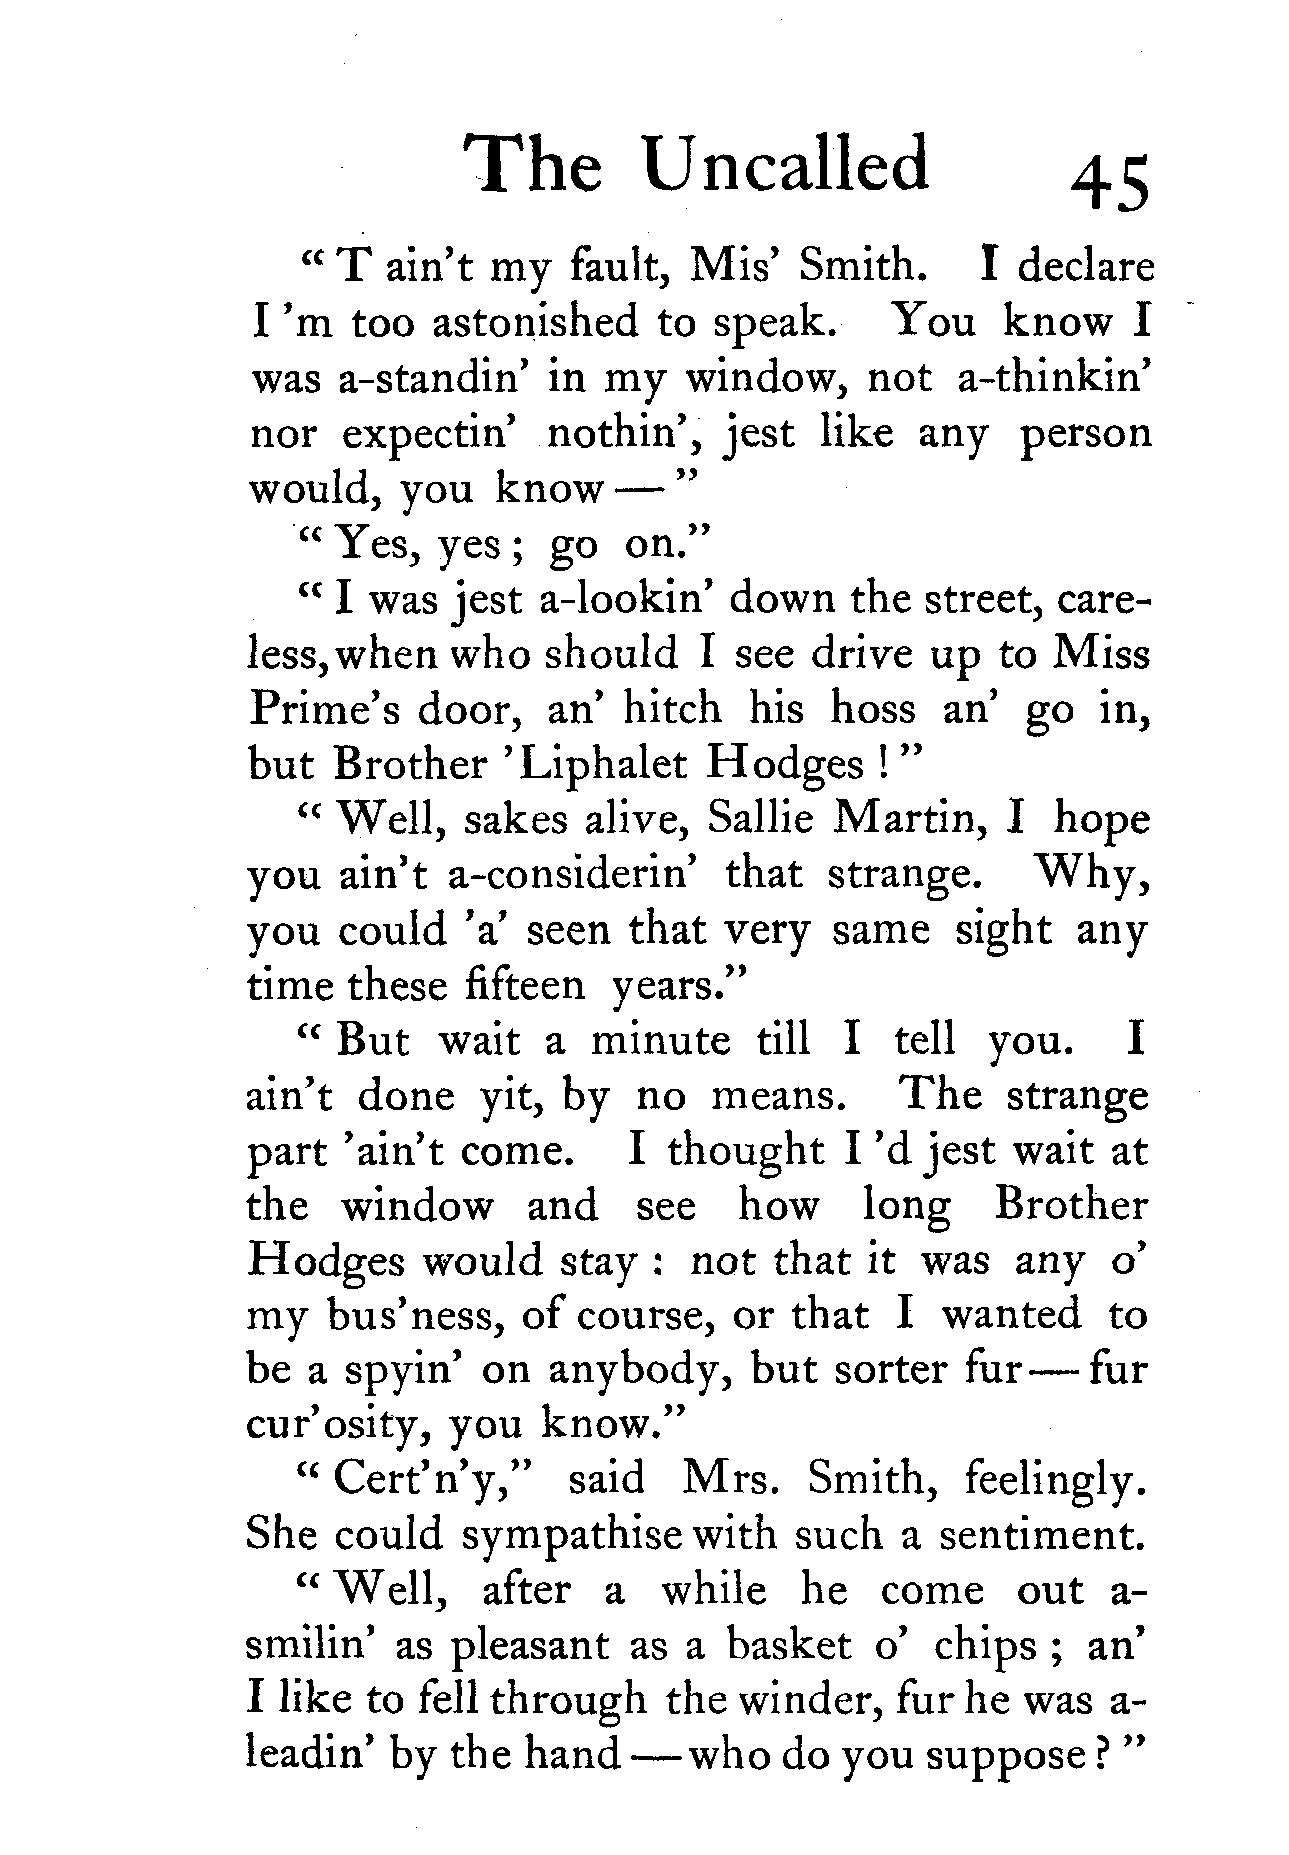 The Uncalled 45
“ T ain’t my fault, Mis’ Smith. I declare
I ’m too astonished to speak. You know I
was a-standin’ in my window, not a-thinkin’
nor expectin’ nothin’, jest like any person
would, you know — ”
“ Yes, yes ; go on.”
“ I was jest a-lookin’ down the street, care-
less, when who should I see drive up to Miss
Prime’s door, an’ hitch his hoss an’ go in,
but Brother ’Liphalet Hodges ! ”
“ Well, sakes alive, Sallie Martin, I hope
you ain’t a-considerin’ that strange. Why,
you could ’a’ seen that very same sight any
time these fifteen years.”
“ But wait a minute till I tell you. I
ain’t done yit, by no means. The strange
part ’ain’t come. I thought I ’d jest wait at
the window and see how long Brother
Hodges would stay : not that it was any o’
my bus’ness, of course, or that I wanted to
be a spyin’ on anybody, but sorter fur — fur
cur’osity, you know.”
“ Cert’n’y,” said Mrs. Smith, feelingly.
She could sympathise with such a sentiment.
“ Well, after a while he come out a-
smilin’ as pleasant as a basket o’ chips ; an’
I like to fell through the winder, fur he was a-
leadin’ by the hand — who do you suppose ? ”